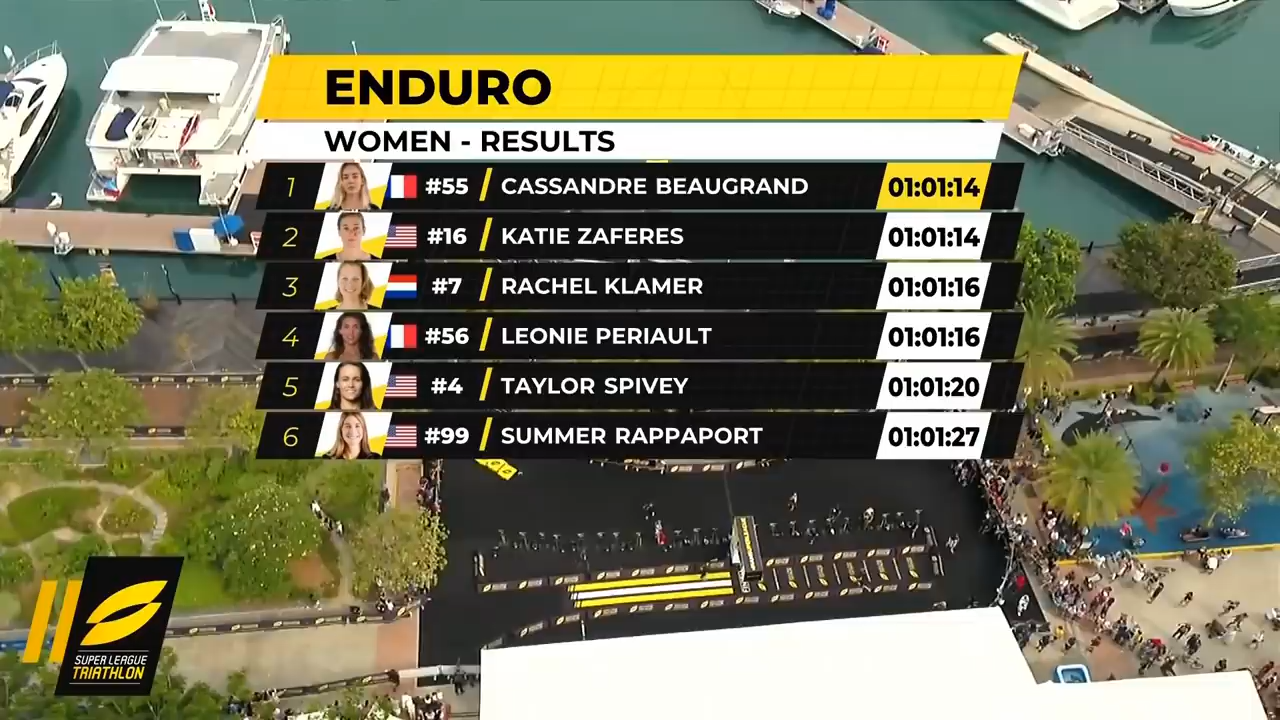 ENDURO
WOMEN - RESULTS
1 #55 / CASSANDRE BEAUGRAND 01:01:14
2 #16 / KATIE ZAFERES 01:01:14
3 #7 / RACHEL KLAMER 01:01:16
4 #56 / LEONIE PERIAULT 01:01:16
5 #4 / TAYLOR SPIVEY 01:01:20
6 #99 / SUMMER RAPPAPORT 01:01:27
SUPER LEAGUE
TRIATHLON